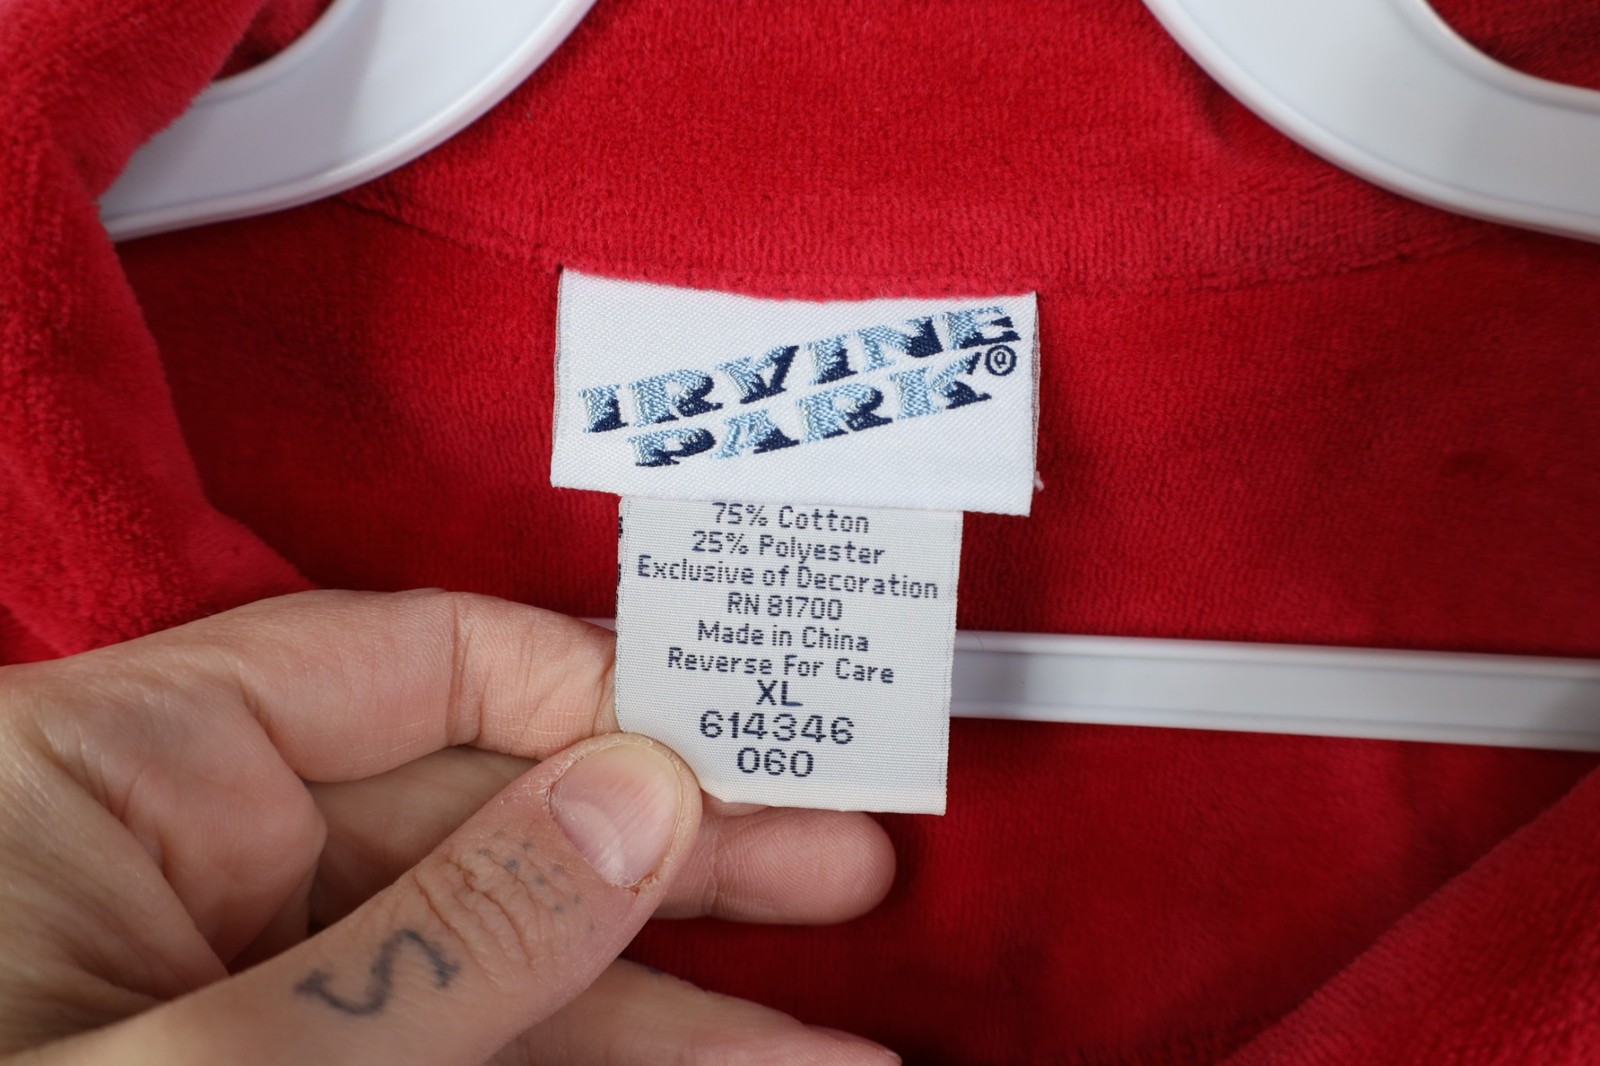 IRVINE
PARK®
75% Cotton
25% Polyester
Exclusive of Decoration
RN 81700
Made in China
Reverse For Care
XL
614346
060